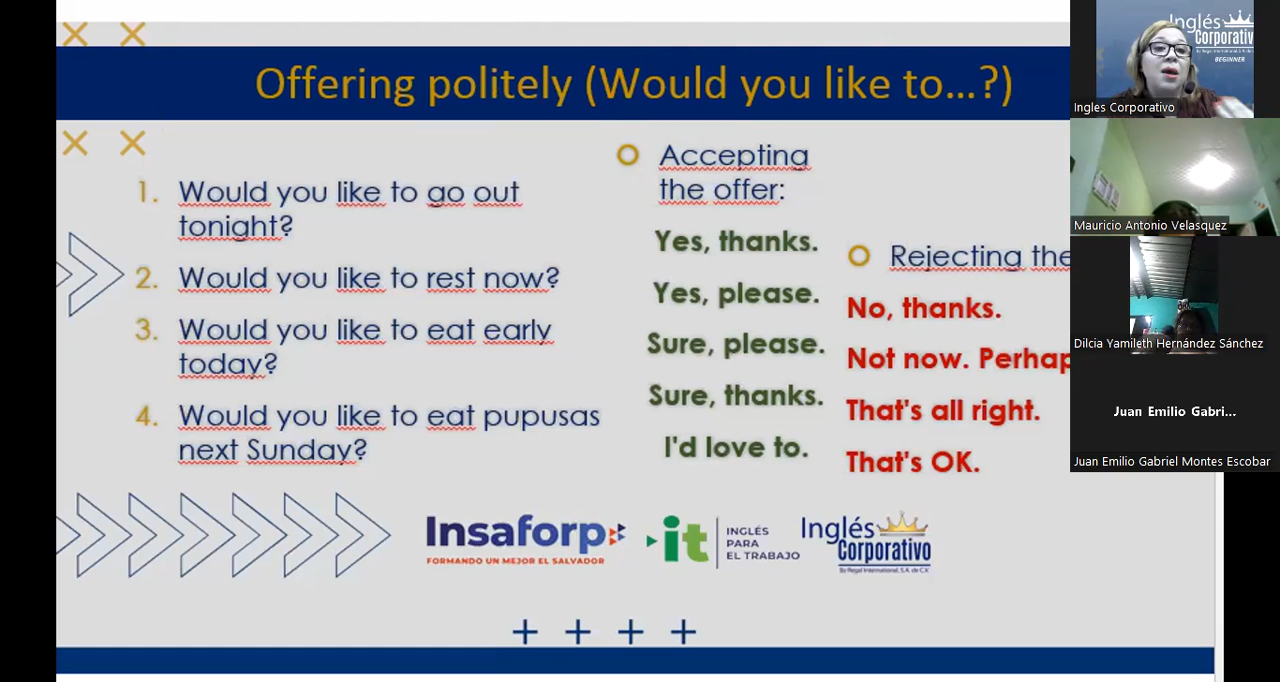 Offering politely (Would you like to...?)
1. Would you like to go out
tonight?
2. Would you like to rest now?
3. Would you like to eat early
today?
4. Would you like to eat pupusas
next Sunday?
Accepting
the offer:
Yes, thanks.
Yes, please.
Sure, please.
Sure, thanks.
I'd love to.
Rejecting the
No, thanks.
Not now. Perhap
That's all right.
That's OK.
Insaforp
FORMANDO UN MEJOR EL SALVADOR
it
INGLÉS
PARA
EL TRABAJO
Inglés
Corporativo
By Regal International, S.A. de C.V.
Inglés
Corporativ
BEGINNER
Ingles Corporativo
Mauricio Antonio Velasquez
Dilcia Yamileth Hernández Sánchez
Juan Emilio Gabri...
Juan Emilio Gabriel Montes Escobar